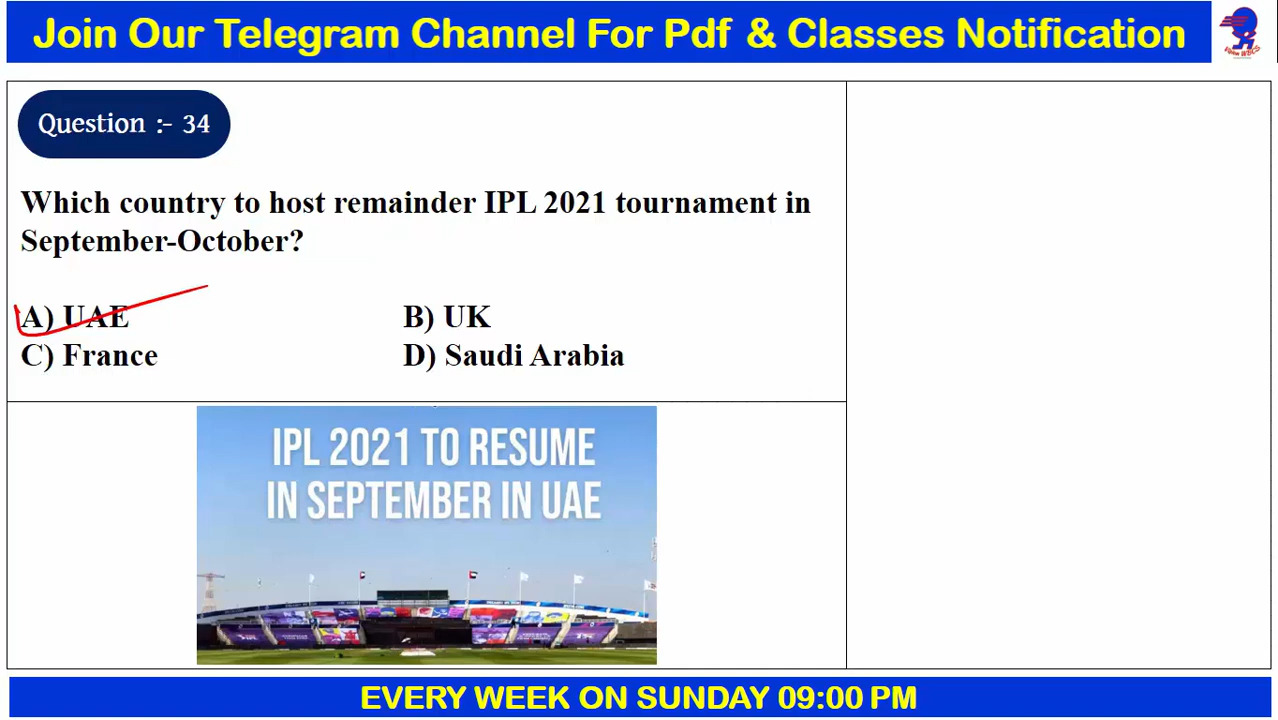 Join Our Telegram Channel For Pdf & Classes Notification
Question :- 34
Which country to host remainder IPL 2021 tournament in
September-October?
A) UAE B) UK
C) France D) Saudi Arabia
IPL 2021 TO RESUME
IN SEPTEMBER IN UAE
EVERY WEEK ON SUNDAY 09:00 PM